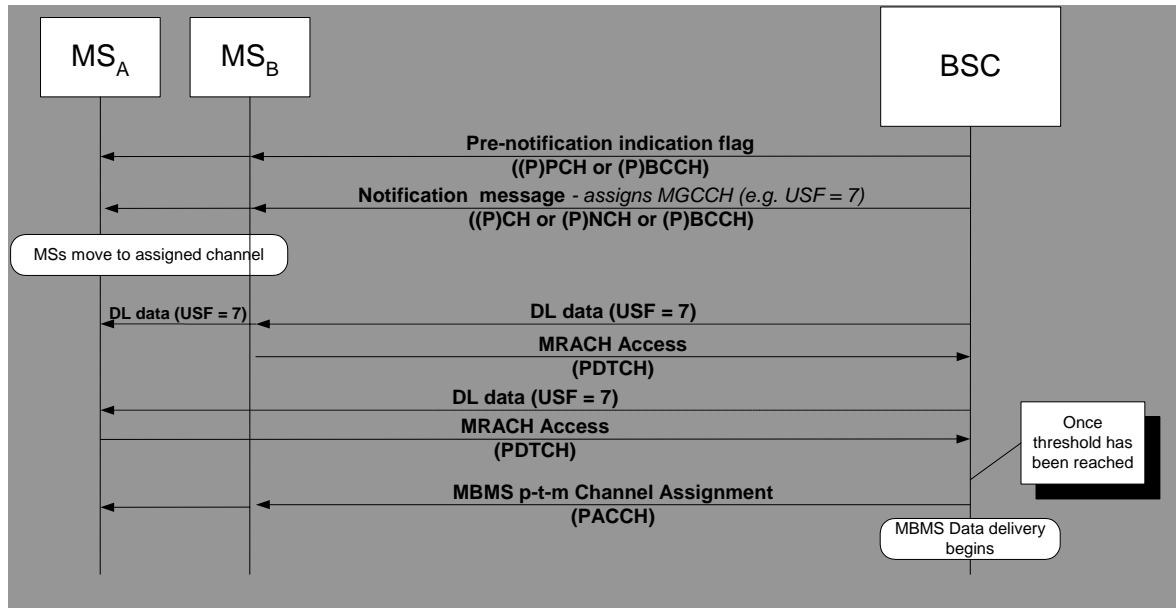 MS_A
MS_B
BSC
Pre-notification indication flag
((P)PCH or (P)BCCH)
Notification message - assigns MGCCH (e.g. USF = 7)
((P)CH or (P)NCH or (P)BCCH)
MSs move to assigned channel
DL data (USF = 7)
DL data (USF = 7)
MRACH Access
(PDTCH)
DL data (USF = 7)
MRACH Access
(PDTCH)
Once
threshold has
been reached
MBMS p-t-m Channel Assignment
(PACCH)
MBMS Data delivery
begins